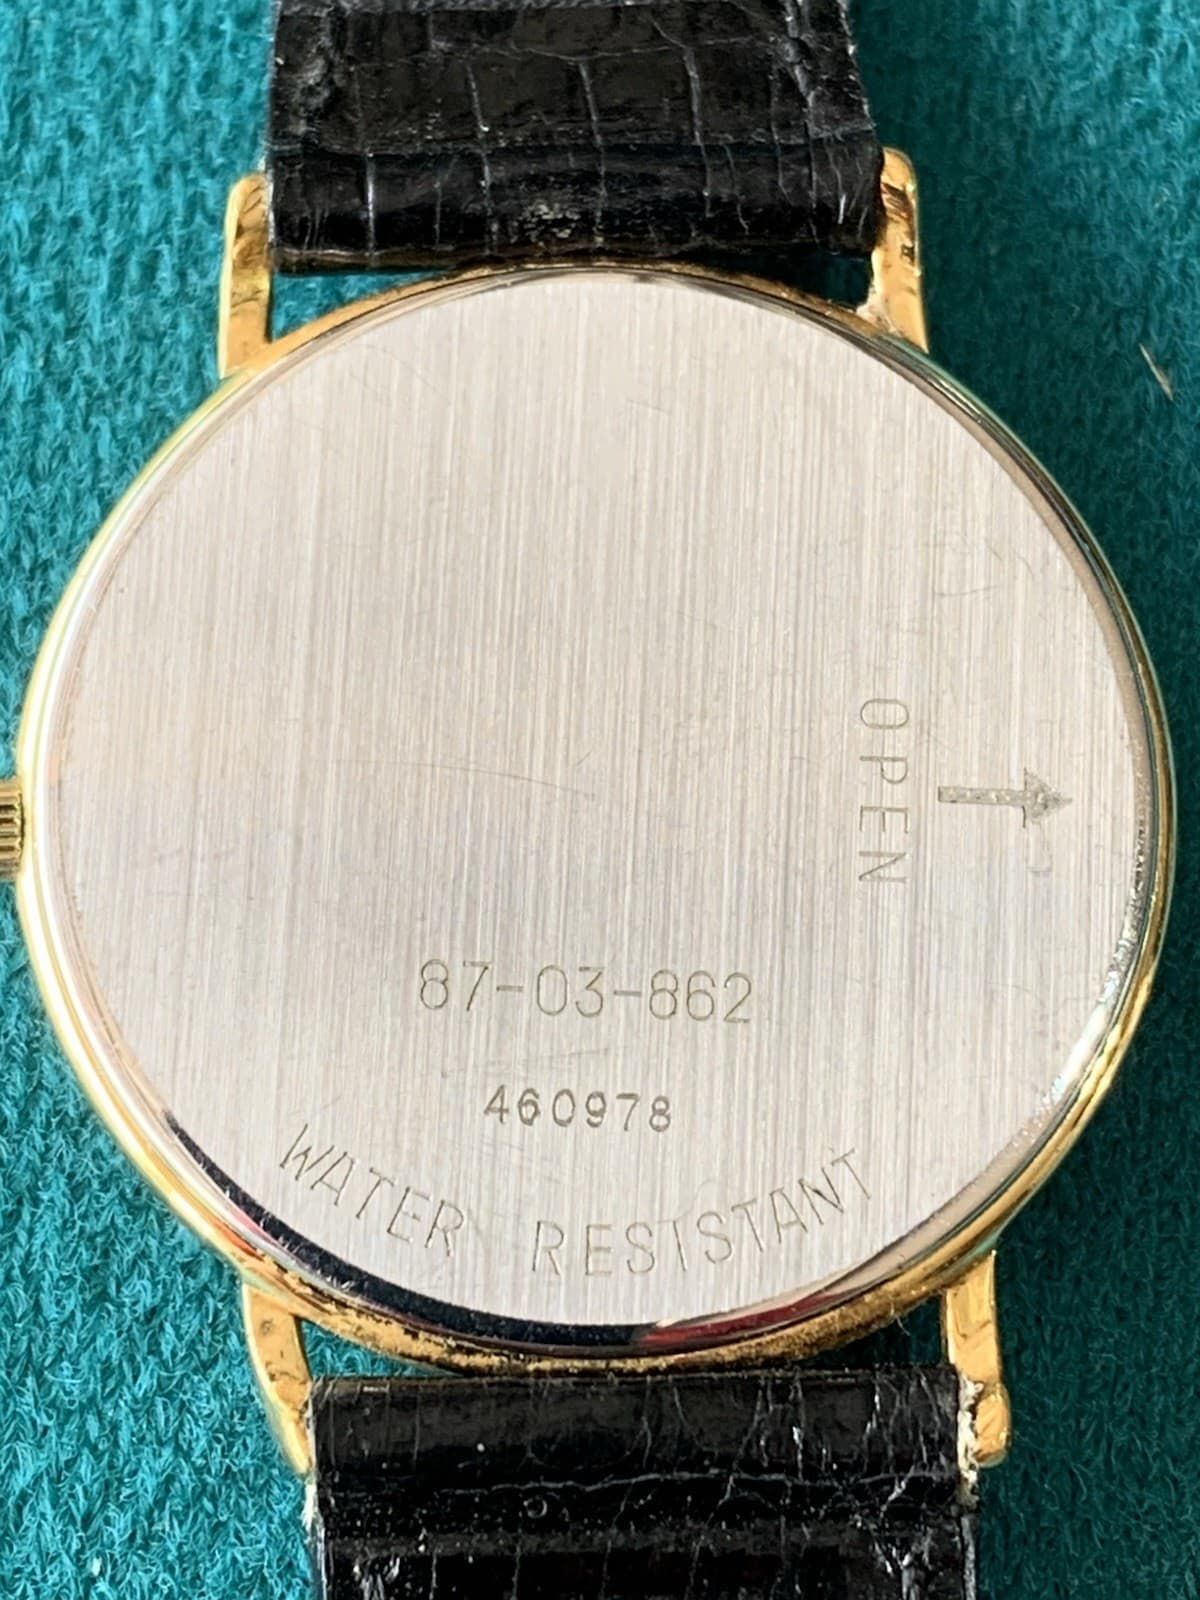 OPEN
87-03-862
460978
WATER RESISTANT